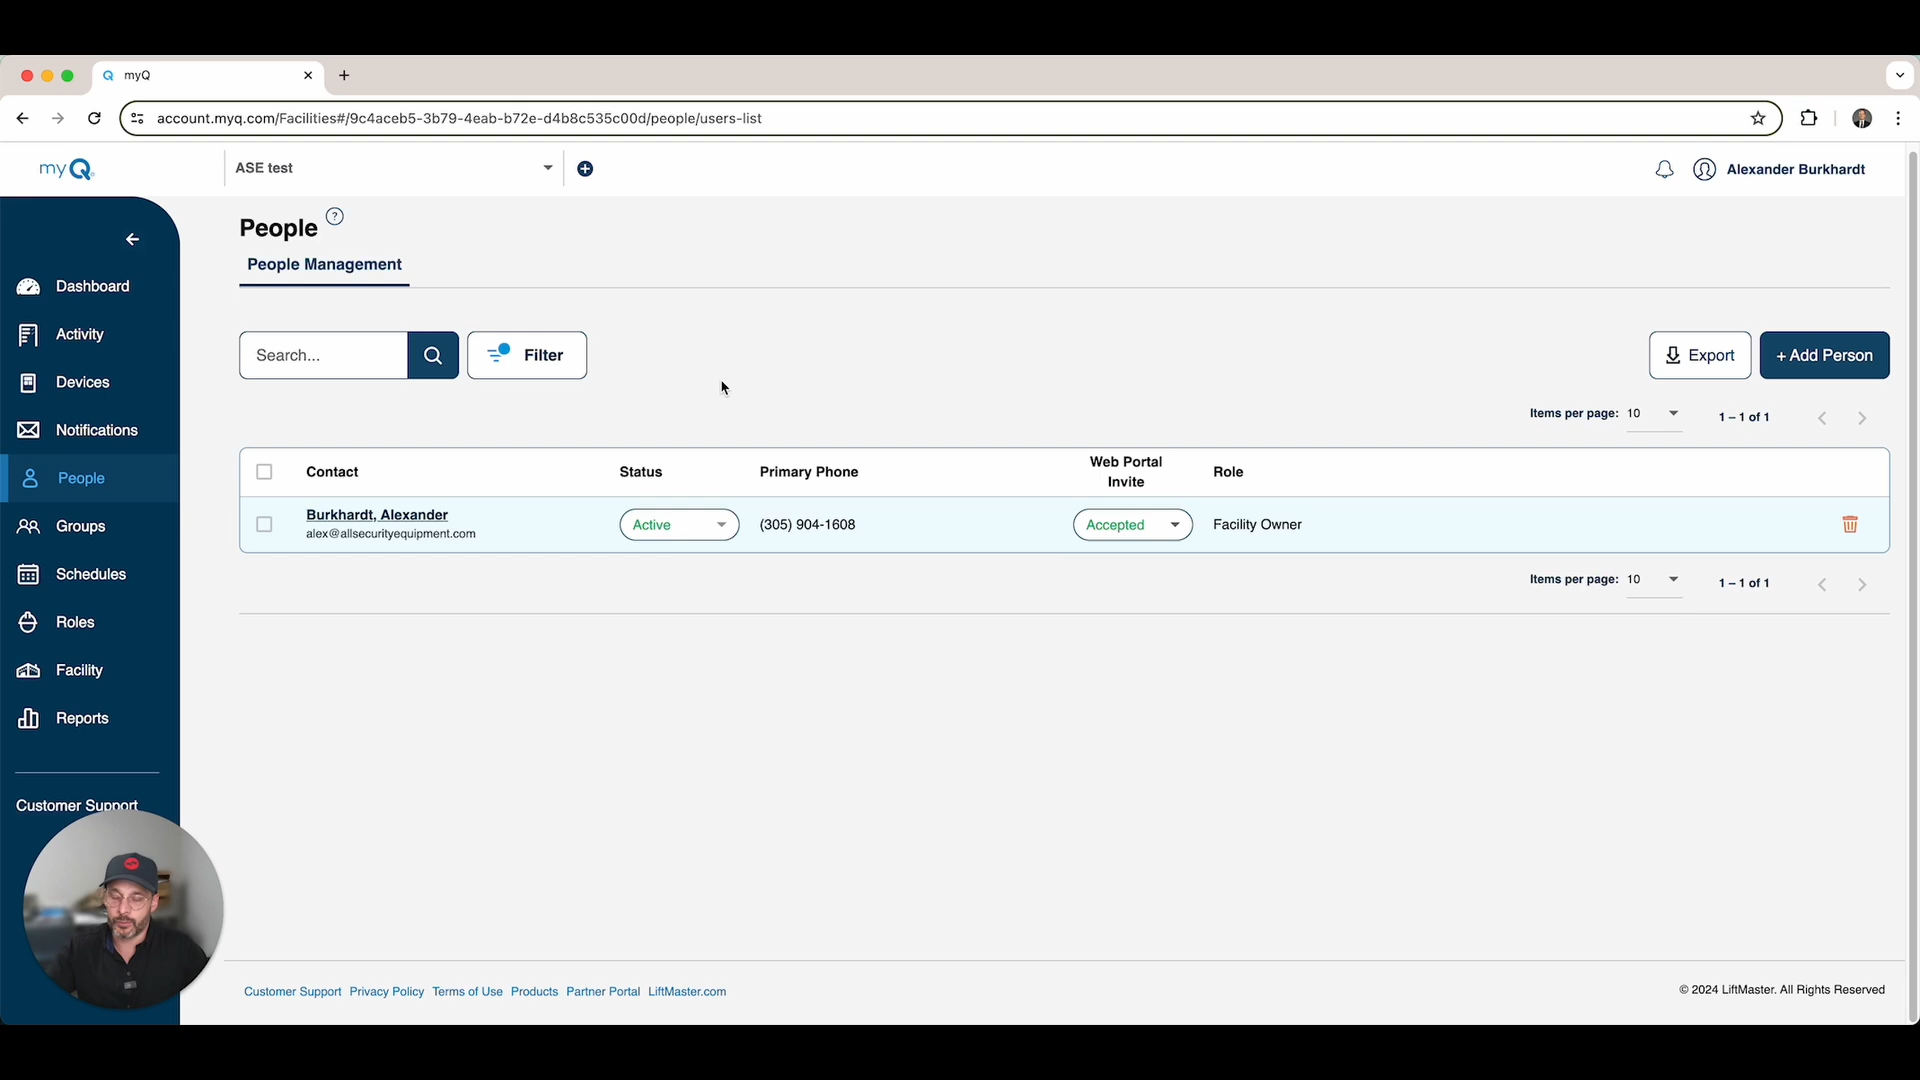 myQ
account.myq.com/Facilities#/9c4aceb5-3b79-4eab-b72e-d4b8c535c00d/people/users-list
myQ
ASE test
Alexander Burkhardt
People ?
People Management
Dashboard
Activity
Devices
Notifications
People
Groups
Schedules
Roles
Facility
Reports
Customer Support
Search...
Filter
Export
+ Add Person
Items per page: 10 1 – 1 of 1
Contact Status Primary Phone Web Portal Invite Role
Burkhardt, Alexander
alex@allsecurityequipment.com
Active (305) 904-1608 Accepted Facility Owner
Items per page: 10 1 – 1 of 1
Customer Support Privacy Policy Terms of Use Products Partner Portal LiftMaster.com
© 2024 LiftMaster. All Rights Reserved